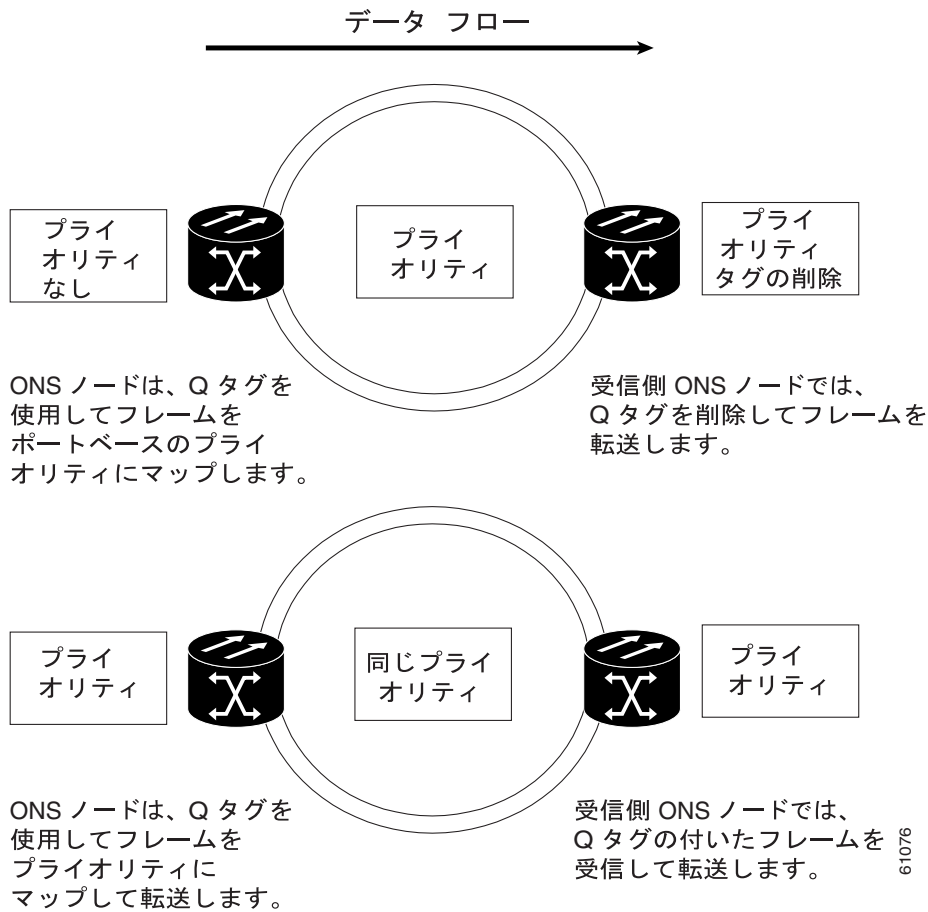 データ フロー
プライ
オリティ
なし
プライ
オリティ
プライ
オリティ
タグの削除
ONS ノードは、Q タグを
使用してフレームを
ポートベースのプライ
オリティにマップします。
受信側 ONS ノードでは、
Q タグを削除してフレームを
転送します。
プライ
オリティ
同じプライ
オリティ
プライ
オリティ
ONS ノードは、Q タグを
使用してフレームを
プライオリティに
マップして転送します。
受信側 ONS ノードでは、
Q タグの付いたフレームを
受信して転送します。
61076